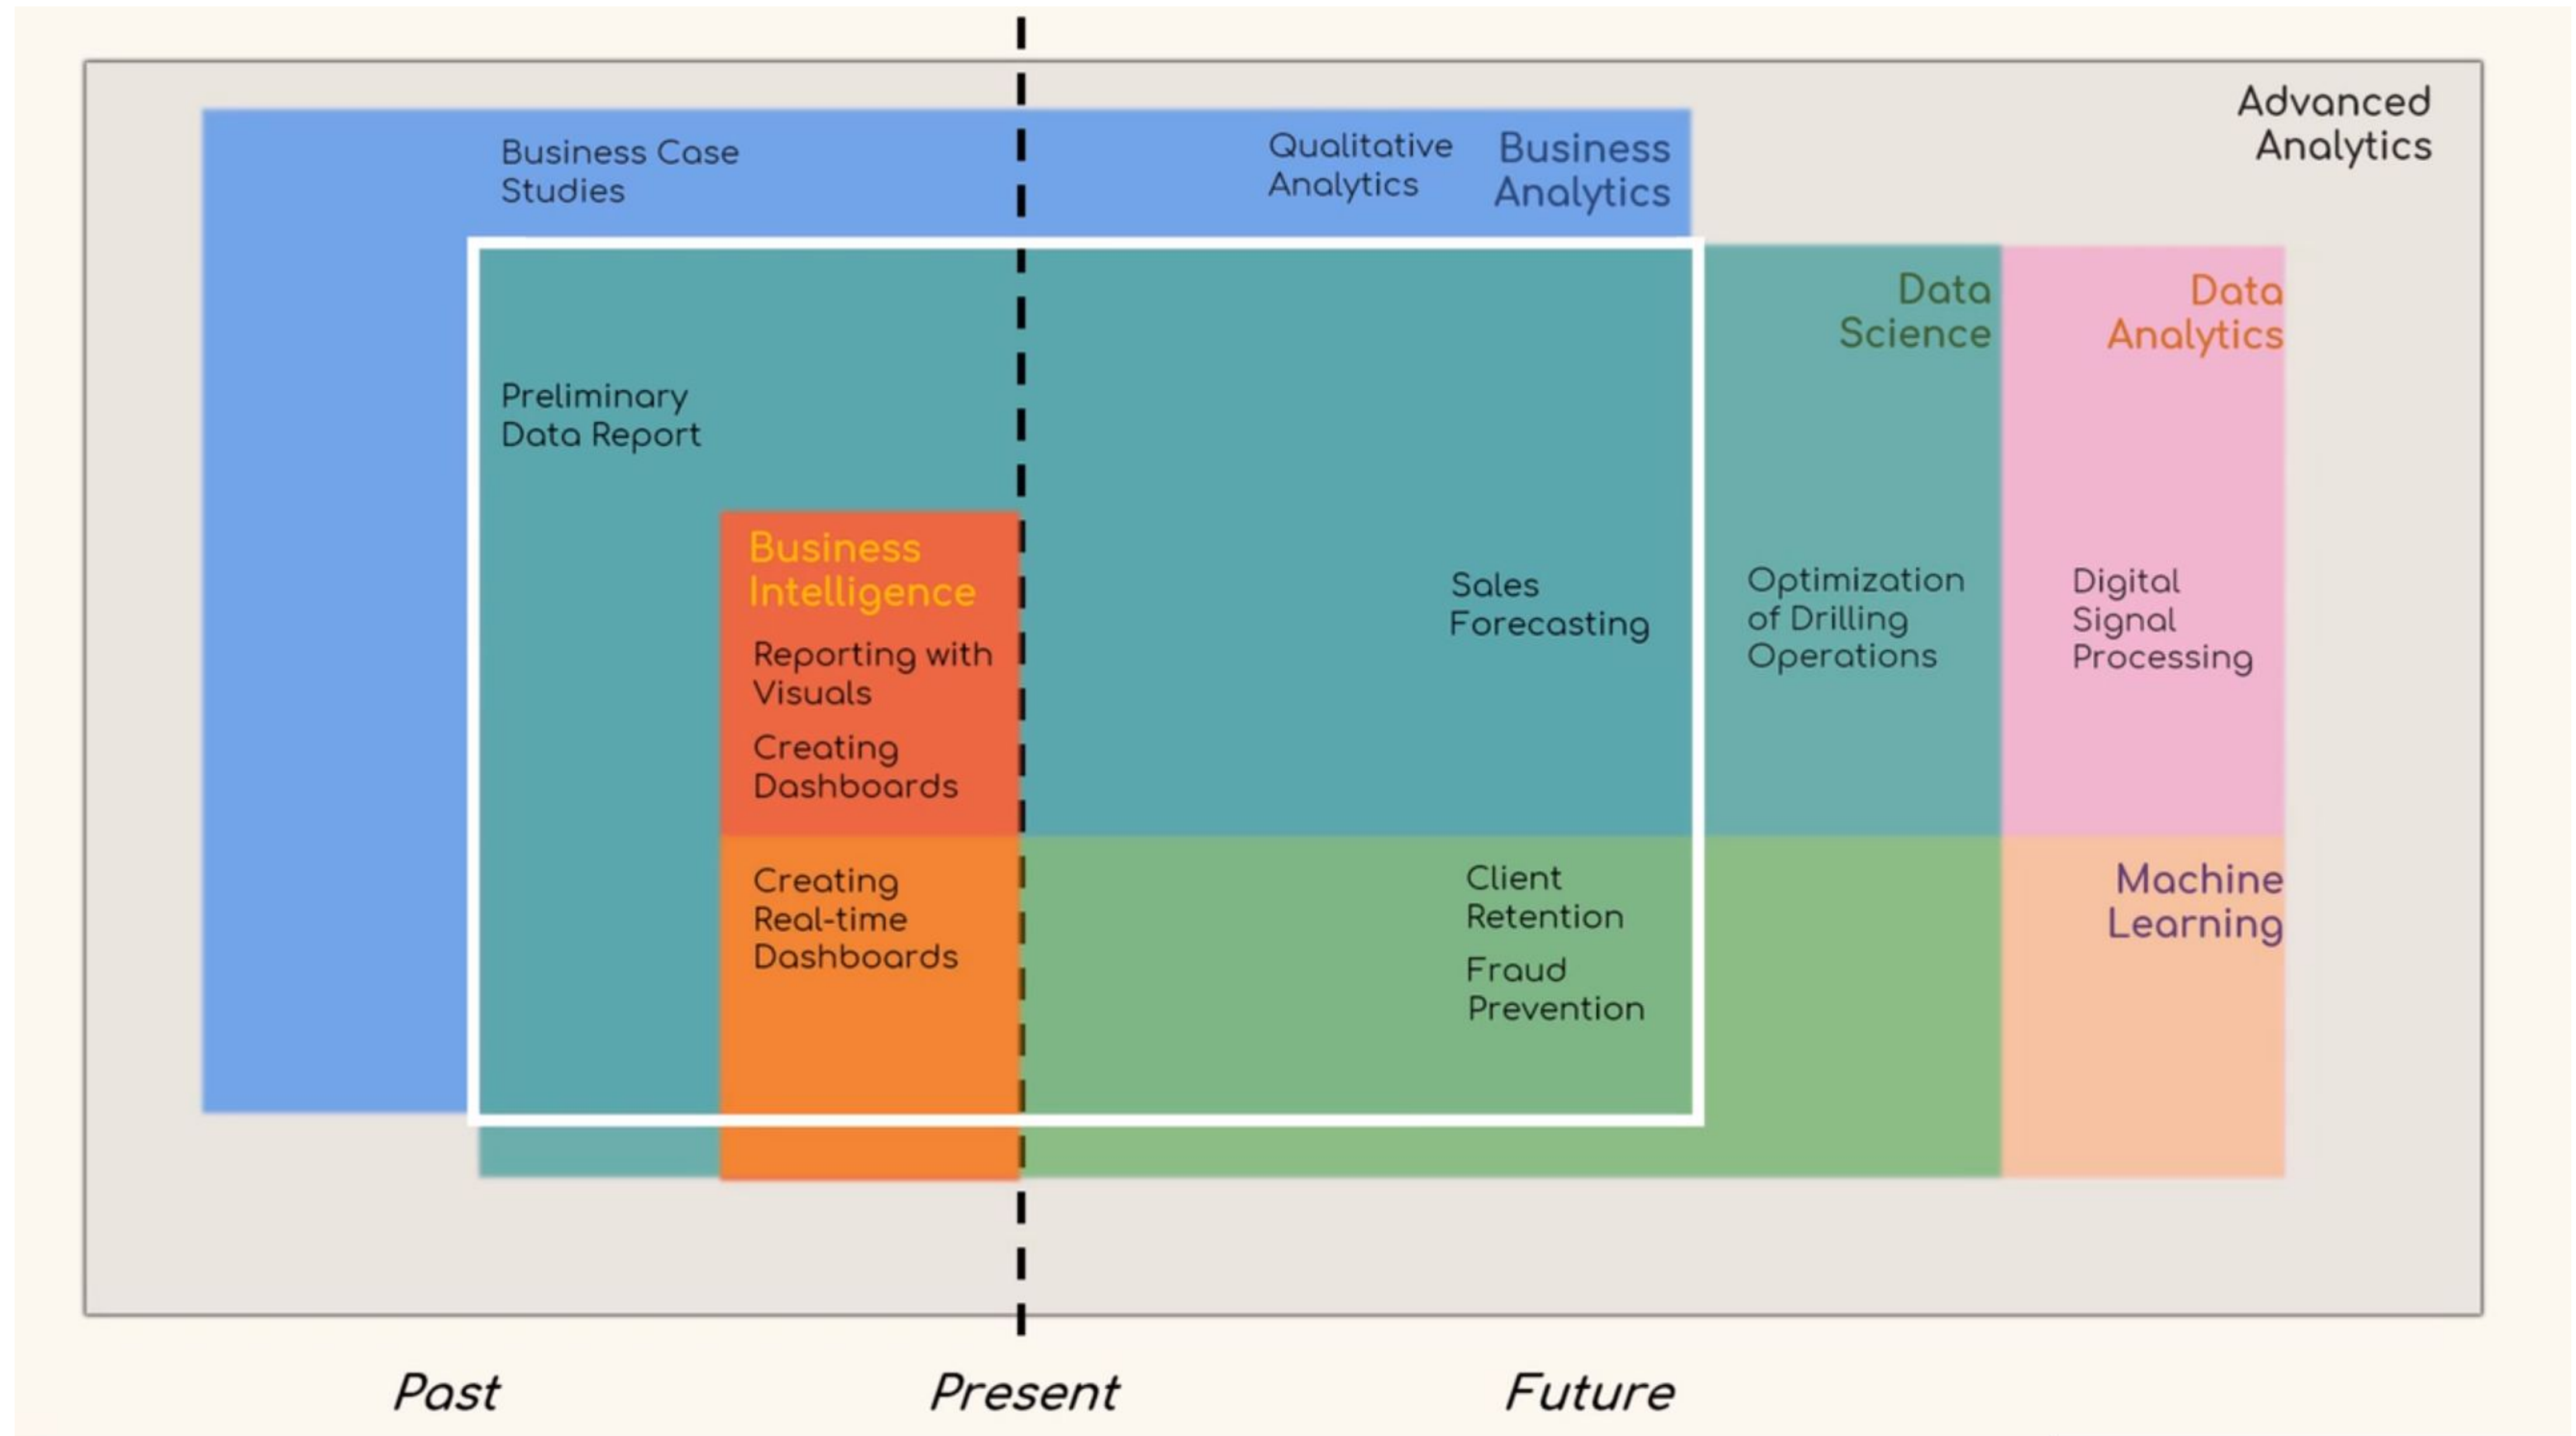 Advanced
Analytics
Business Case
Studies
Qualitative
Analytics
Business
Analytics
Data
Science
Data
Analytics
Preliminary
Data Report
Business
Intelligence
Reporting with
Visuals
Creating
Dashboards
Sales
Forecasting
Optimization
of Drilling
Operations
Digital
Signal
Processing
Creating
Real-time
Dashboards
Client
Retention
Fraud
Prevention
Machine
Learning
Past
Present
Future